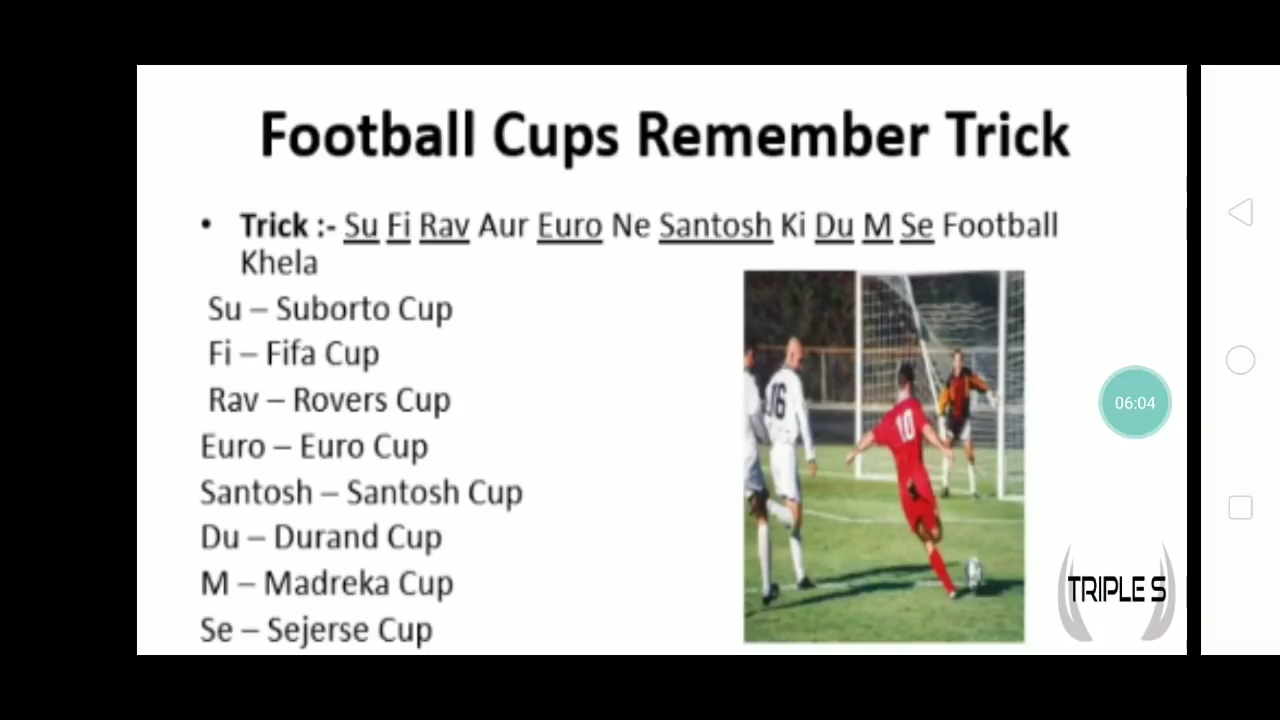 Football Cups Remember Trick
• Trick :- Su Fi Rav Aur Euro Ne Santosh Ki Du M Se Football
Khela
Su – Suborto Cup
Fi – Fifa Cup
Rav – Rovers Cup
Euro – Euro Cup
Santosh – Santosh Cup
Du – Durand Cup
M – Madreka Cup
Se – Sejerse Cup
16
10
06:04
TRIPLE S